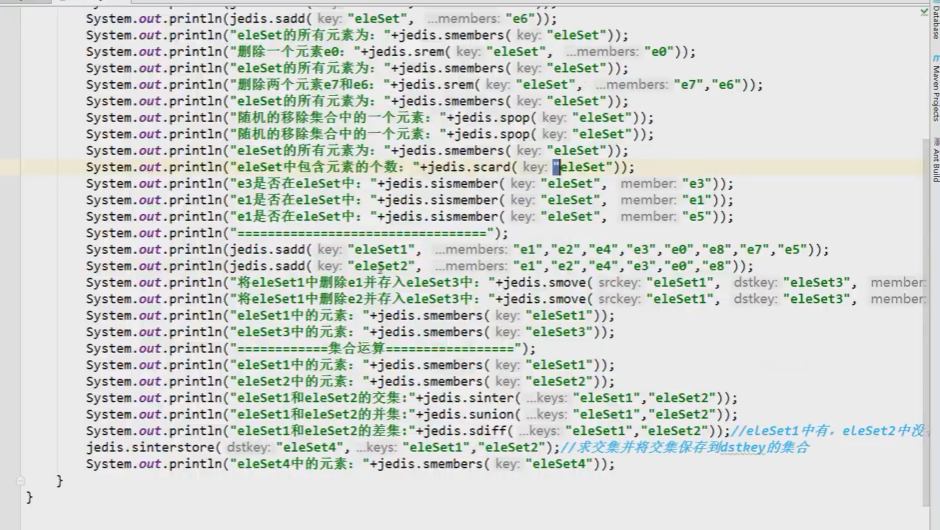 System.out.println(jedis.sadd( key: "eleSet", ...members: "e6"));
System.out.println("eleSet的所有元素为: "+jedis.smembers( key: "eleSet"));
System.out.println("删除一个元素e0: "+jedis.srem( key: "eleSet", ...members: "e0"));
System.out.println("eleSet的所有元素为: "+jedis.smembers( key: "eleSet"));
System.out.println("删除两个元素e7和e6: "+jedis.srem( key: "eleSet", ...members: "e7","e6"));
System.out.println("eleSet的所有元素为: "+jedis.smembers( key: "eleSet"));
System.out.println("随机的移除集合中的一个元素: "+jedis.spop( key: "eleSet"));
System.out.println("随机的移除集合中的一个元素: "+jedis.spop( key: "eleSet"));
System.out.println("eleSet的所有元素为: "+jedis.smembers( key: "eleSet"));
System.out.println("eleSet中包含元素的个数: "+jedis.scard( key: "eleSet"));
System.out.println("e3是否在eleSet中: "+jedis.sismember( key: "eleSet", member: "e3"));
System.out.println("e1是否在eleSet中: "+jedis.sismember( key: "eleSet", member: "e1"));
System.out.println("e1是否在eleSet中: "+jedis.sismember( key: "eleSet", member: "e5"));
System.out.println("=================================");
System.out.println(jedis.sadd( key: "eleSet1", ...members: "e1","e2","e4","e3","e0","e8","e7","e5"));
System.out.println(jedis.sadd( key: "eleSet2", ...members: "e1","e2","e4","e3","e0","e8"));
System.out.println("将eleSet1中删除e1并存入eleSet3中: "+jedis.smove( srckey: "eleSet1", dstkey: "eleSet3", member:
System.out.println("将eleSet1中删除e2并存入eleSet3中: "+jedis.smove( srckey: "eleSet1", dstkey: "eleSet3", member:
System.out.println("eleSet1中的元素: "+jedis.smembers( key: "eleSet1"));
System.out.println("eleSet3中的元素: "+jedis.smembers( key: "eleSet3"));
System.out.println("============集合运算=================");
System.out.println("eleSet1中的元素: "+jedis.smembers( key: "eleSet1"));
System.out.println("eleSet2中的元素: "+jedis.smembers( key: "eleSet2"));
System.out.println("eleSet1和eleSet2的交集:"+jedis.sinter( ...keys: "eleSet1","eleSet2"));
System.out.println("eleSet1和eleSet2的并集:"+jedis.sunion( ...keys: "eleSet1","eleSet2"));
System.out.println("eleSet1和eleSet2的差集:"+jedis.sdiff( ...keys: "eleSet1","eleSet2"));//eleSet1中有，eleSet2中没
jedis.sinterstore( dstkey: "eleSet4", ...keys: "eleSet1","eleSet2");//求交集并将交集保存到dstkey的集合
System.out.println("eleSet4中的元素: "+jedis.smembers( key: "eleSet4"));
}
}
Database
Maven Projects
Ant Build